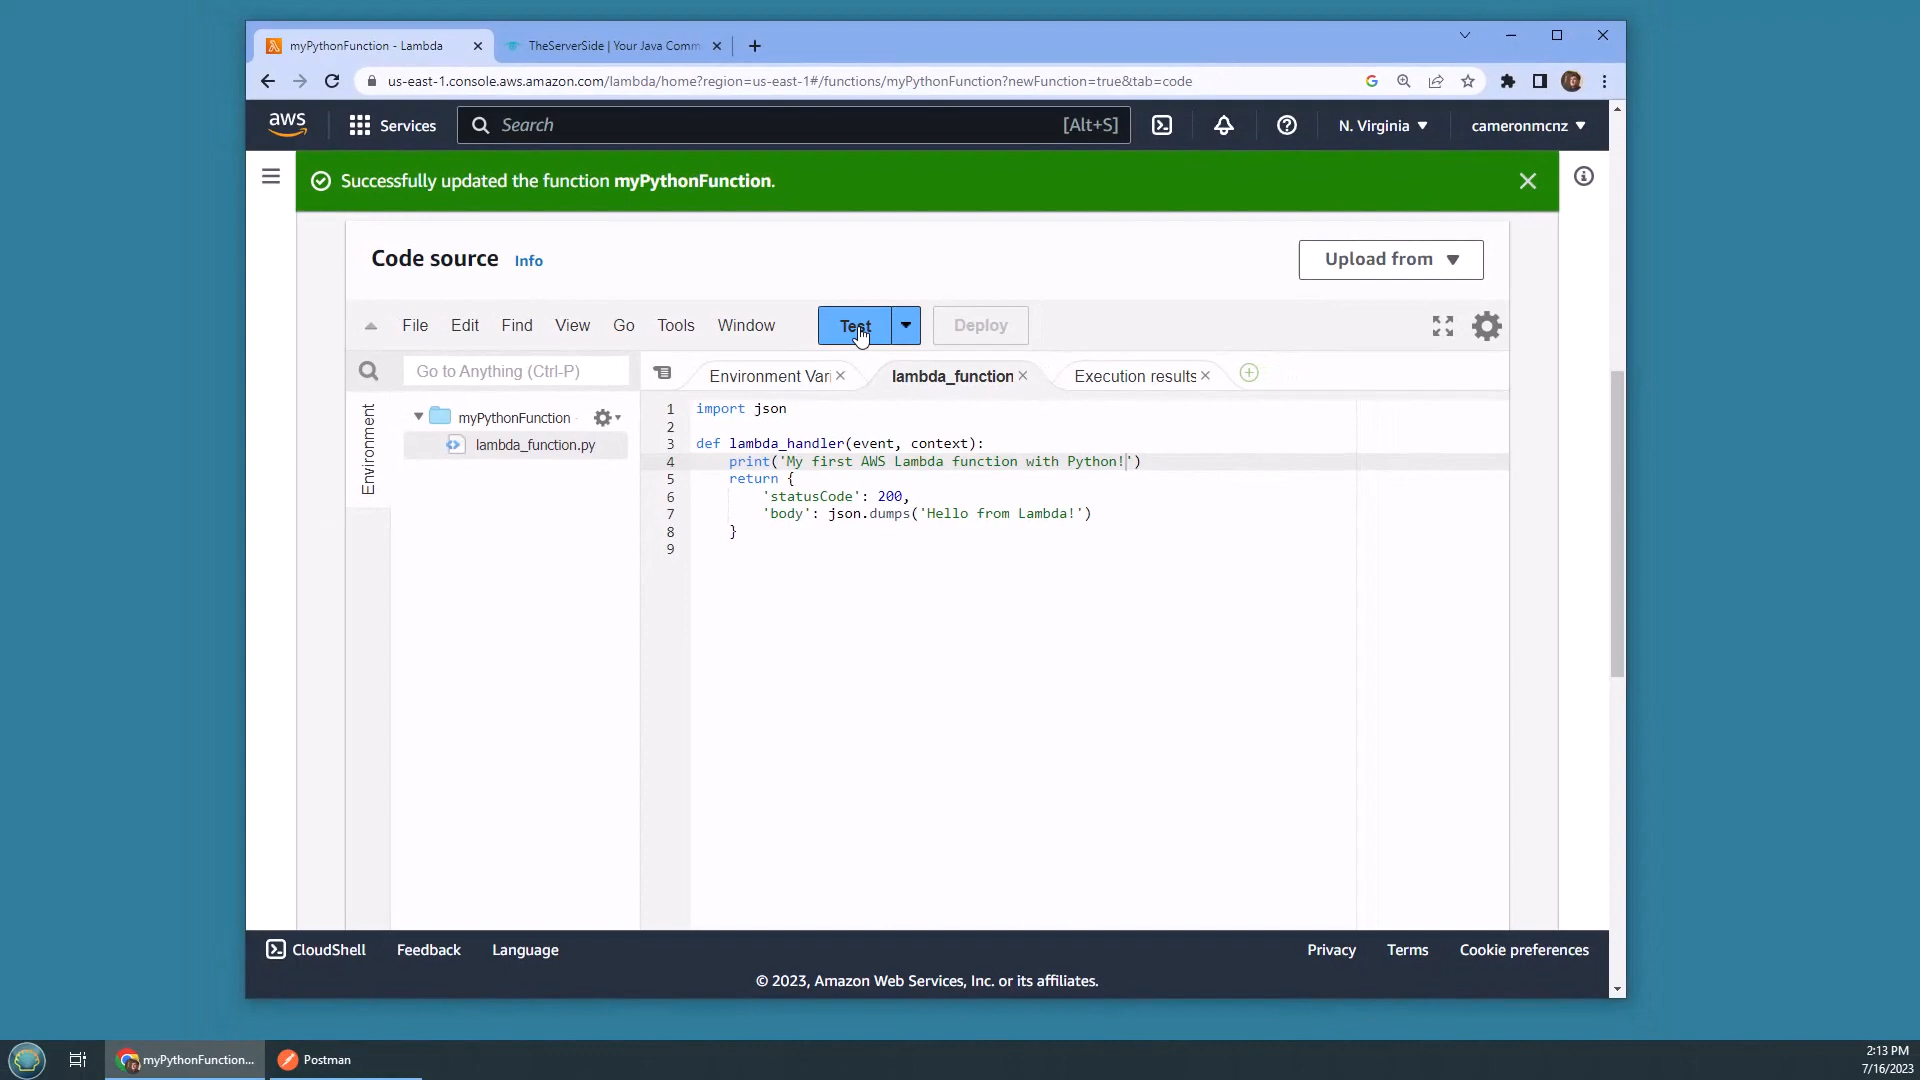 myPythonFunction - Lambda
TheServerSide | Your Java Comm
us-east-1.console.aws.amazon.com/lambda/home?region=us-east-1#/functions/myPythonFunction?newFunction=true&tab=code
aws
Services
Search
[Alt+S]
N. Virginia
cameronmcnz
Successfully updated the function myPythonFunction.
Code source
Info
Upload from
File Edit Find View Go Tools Window
Test
Deploy
Go to Anything (Ctrl-P)
Environment Vari
lambda_function
Execution results
Environment
myPythonFunction
lambda_function.py
1 import json
2
3 def lambda_handler(event, context):
4 print('My first AWS Lambda function with Python!')
5 return {
6 'statusCode': 200,
7 'body': json.dumps('Hello from Lambda!')
8 }
9
CloudShell Feedback Language
Privacy Terms Cookie preferences
© 2023, Amazon Web Services, Inc. or its affiliates.
myPythonFunction...
Postman
2:13 PM
7/16/2023